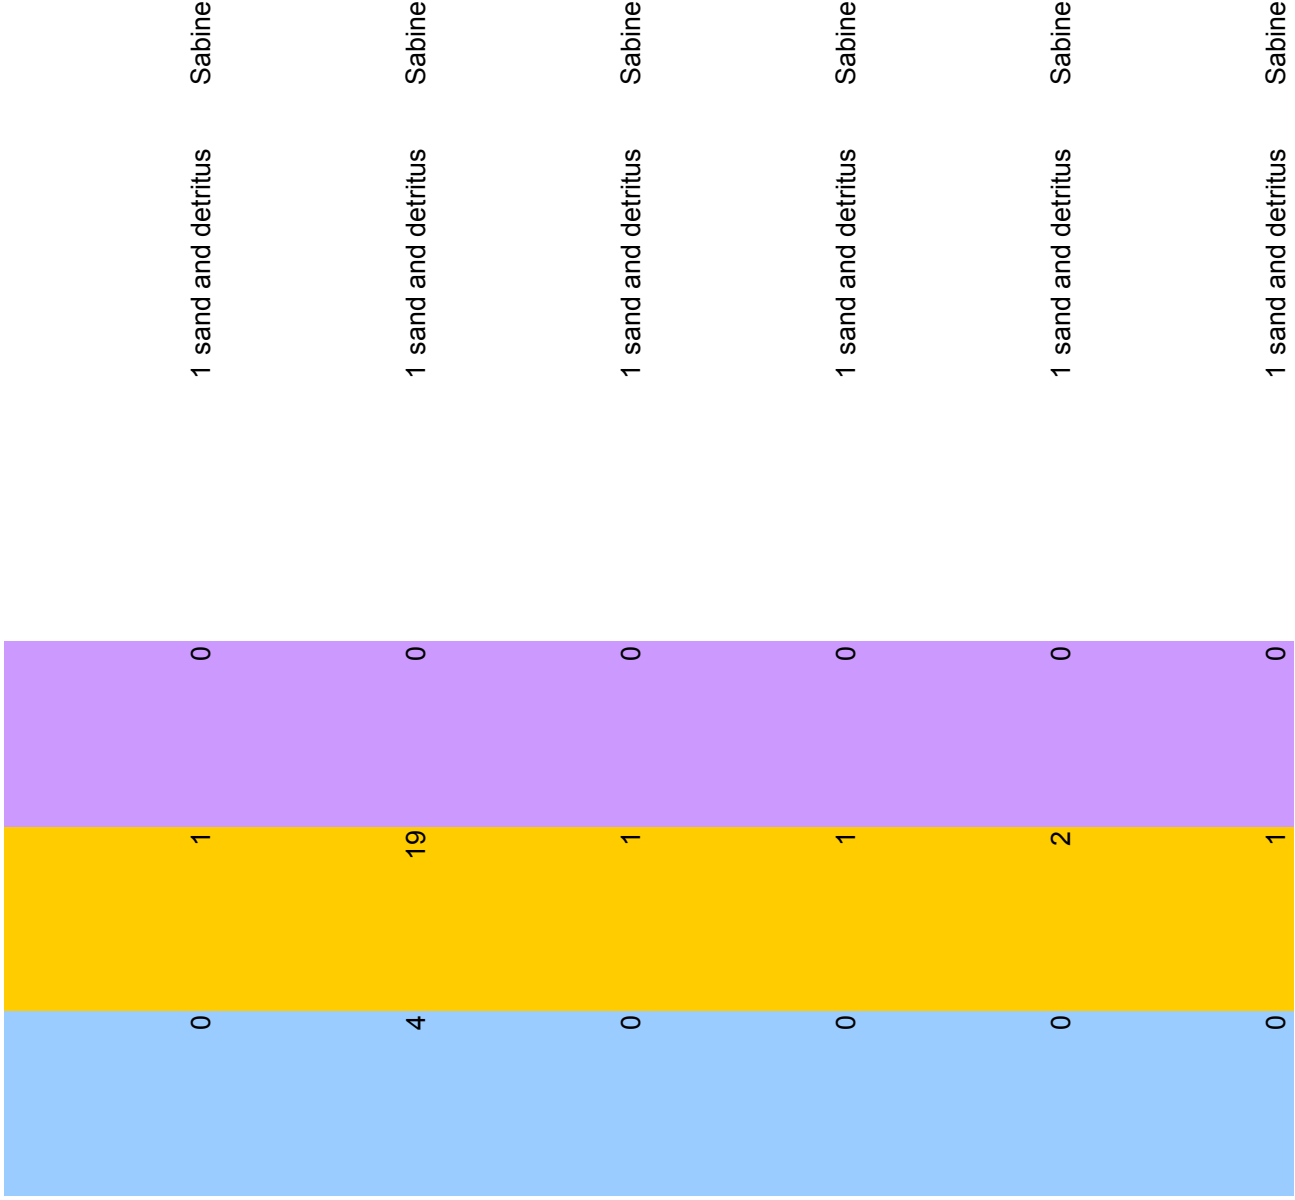 0 1 0 1 sand and detritus Sabine
4 19 0 1 sand and detritus Sabine
0 1 0 1 sand and detritus Sabine
0 1 0 1 sand and detritus Sabine
0 2 0 1 sand and detritus Sabine
0 1 0 1 sand and detritus Sabine